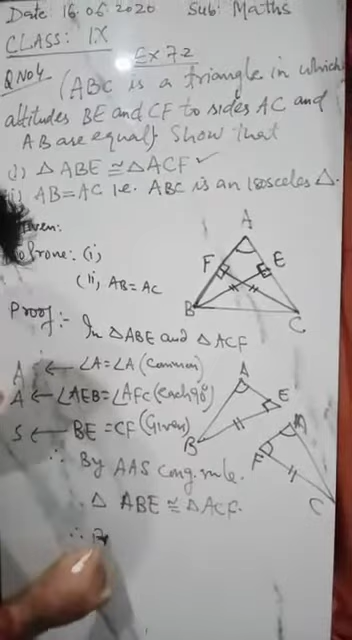 Date: 16.06.2020 Sub: Maths
CLASS: IX
Ex 7.2
Q No 4 (ABC is a triangle in which
altitudes BE and CF to sides AC and
AB are equal) Show that
(i) △ ABE ≅ △ ACF ✓
i) AB = AC i.e. ABC is an isosceles △.
Given:
Prove: (i)
(ii) AB = AC
A
F E
B C
Proof:- In △ ABE and △ ACF
A ← ∠A = ∠A (Common)
A ← ∠AEB = ∠AFC (Each 90°)
S ← BE = CF (Given)
∴ By AAS cong. rule.
∴ △ ABE ≅ △ ACF.
∴
A
E
B
A
F
C